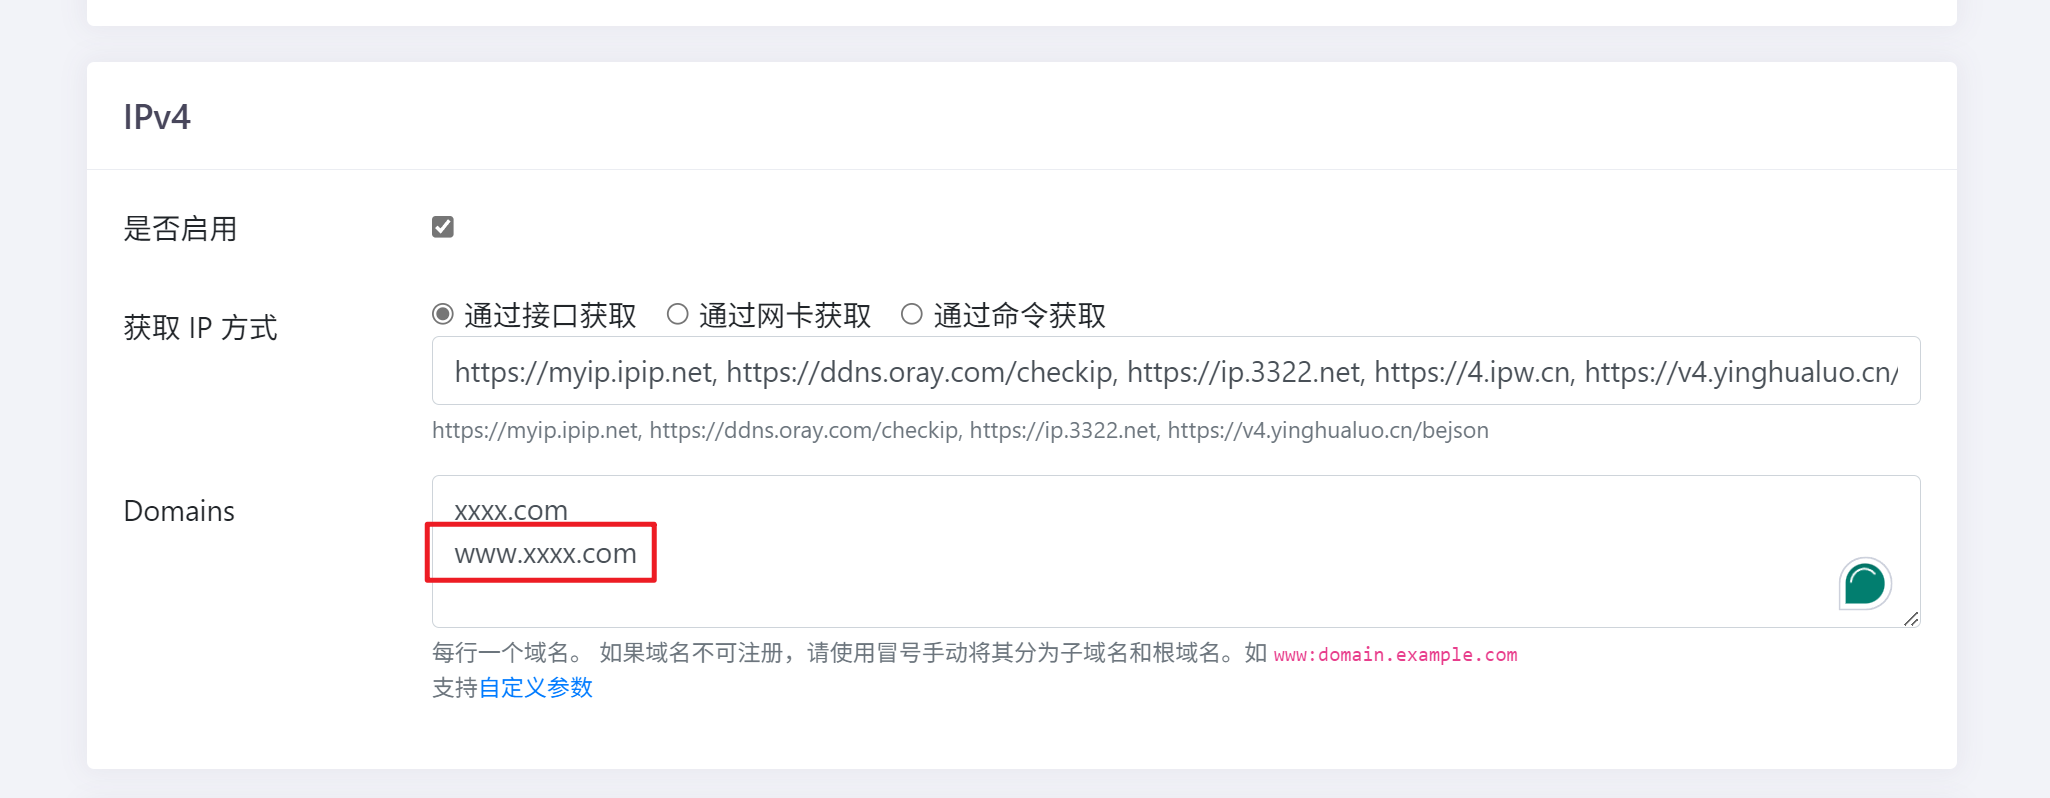 IPv4
是否启用
获取 IP 方式
通过接口获取 通过网卡获取 通过命令获取
https://myip.ipip.net, https://ddns.oray.com/checkip, https://ip.3322.net, https://4.ipw.cn, https://v4.yinghualuo.cn/
https://myip.ipip.net, https://ddns.oray.com/checkip, https://ip.3322.net, https://v4.yinghualuo.cn/bejson
Domains
xxxx.com
www.xxxx.com
每行一个域名。 如果域名不可注册，请使用冒号手动将其分为子域名和根域名。如 www:domain.example.com
支持自定义参数